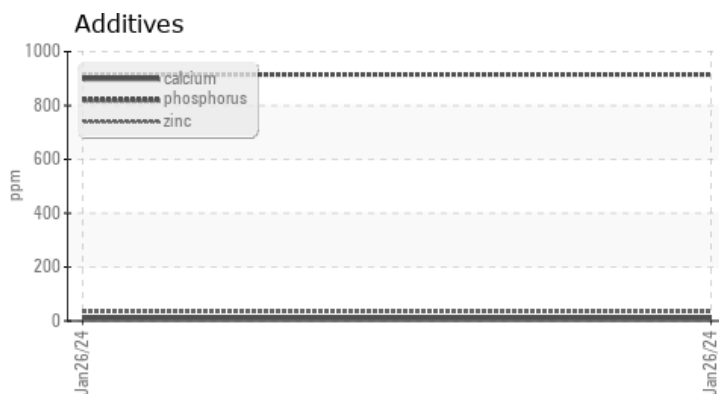 Additives
1000
800
600
400
200
0
ppm
calcium
phosphorus
zinc
Jan26/24
Jan26/24